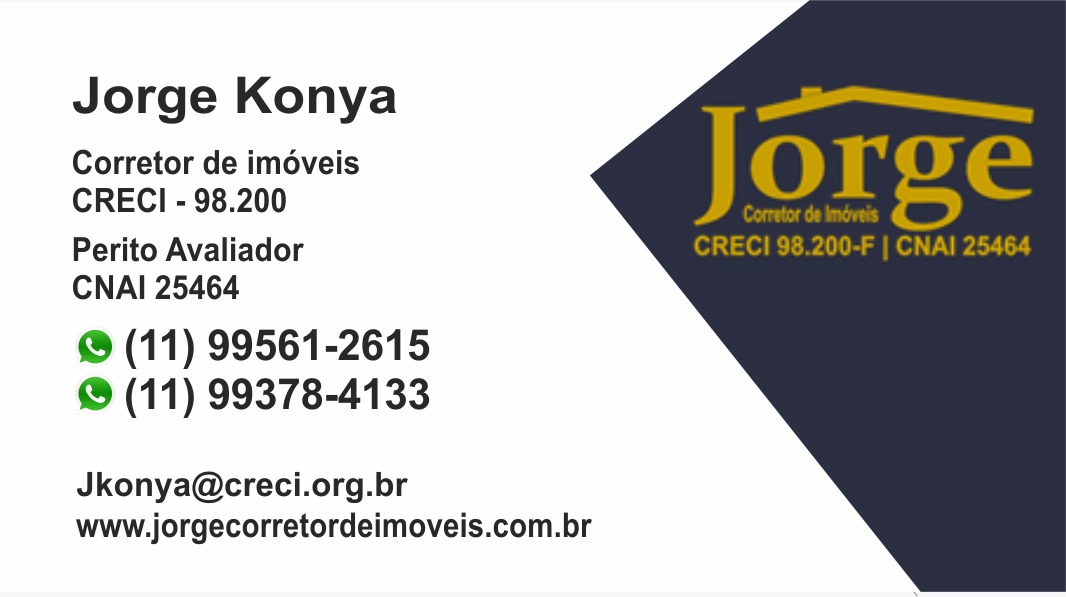 Jorge Konya
Corretor de imóveis
CRECI - 98.200
Perito Avaliador
CNAI 25464
(11) 99561-2615
(11) 99378-4133
Jkonya@creci.org.br
www.jorgecorretordeimoveis.com.br
Jorge
Corretor de Imóveis
CRECI 98.200-F | CNAI 25464